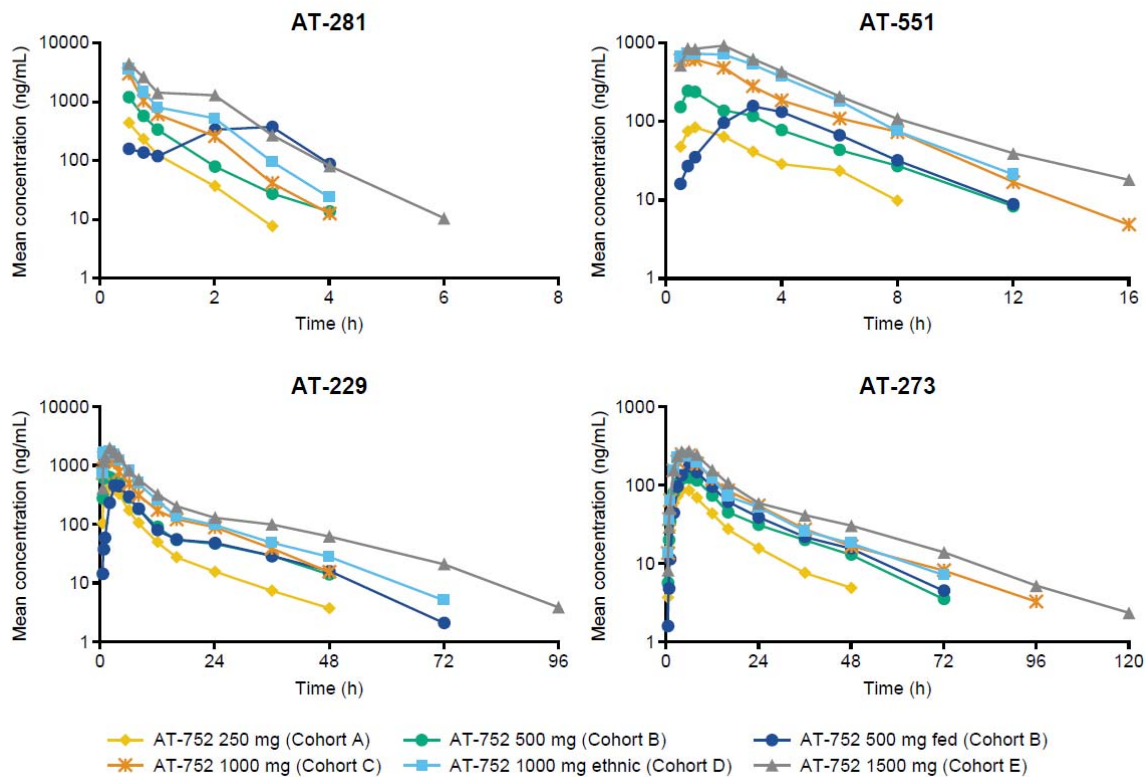 AT-281
Mean concentration (ng/mL)
10000
1000
100
10
1
0 2 4 6 8
Time (h)
AT-551
Mean concentration (ng/mL)
1000
100
10
1
0 4 8 12 16
Time (h)
AT-229
Mean concentration (ng/mL)
10000
1000
100
10
1
0 24 48 72 96
Time (h)
AT-273
Mean concentration (ng/mL)
1000
100
10
1
0 24 48 72 96 120
Time (h)
AT-752 250 mg (Cohort A) AT-752 500 mg (Cohort B) AT-752 500 mg fed (Cohort B)
AT-752 1000 mg (Cohort C) AT-752 1000 mg ethnic (Cohort D) AT-752 1500 mg (Cohort E)